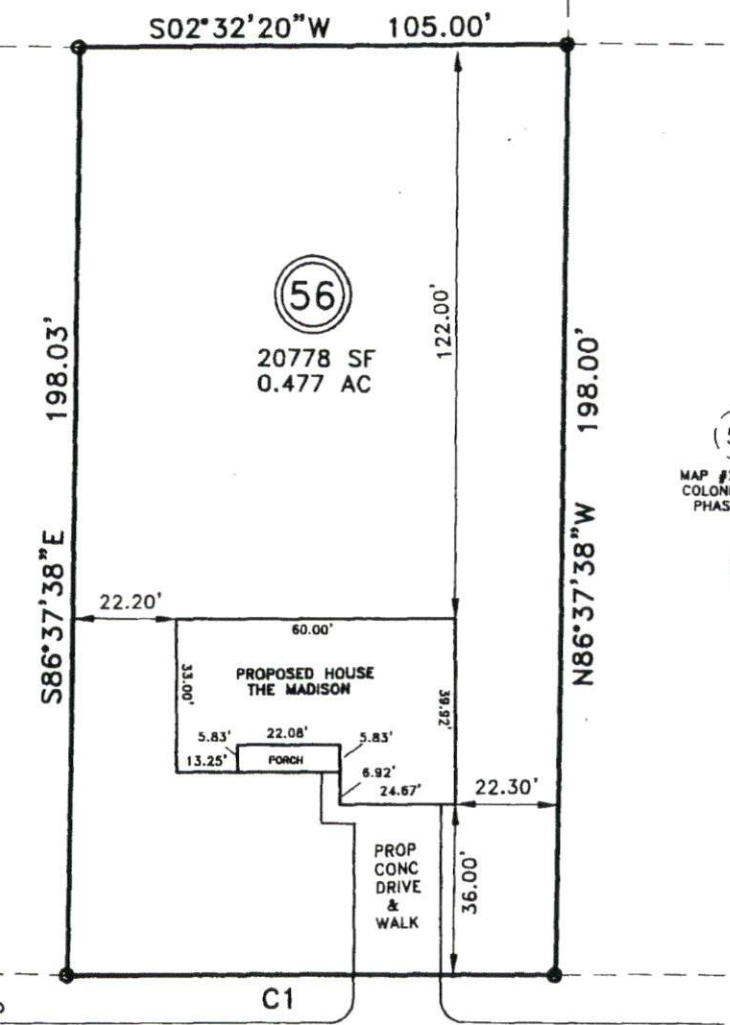 S02°32'20"W 105.00'
56
20778 SF
0.477 AC
122.00'
198.03'
S86°37'38"E
198.00'
N86°37'38"W
MAP
COLON
PHAS
22.20'
60.00'
PROPOSED HOUSE
THE MADISON
33.00'
39.92'
5.83' 22.08' 5.83'
13.25' PORCH
6.92'
24.67'
22.30'
PROP
CONC
DRIVE
&
WALK
36.00'
C1